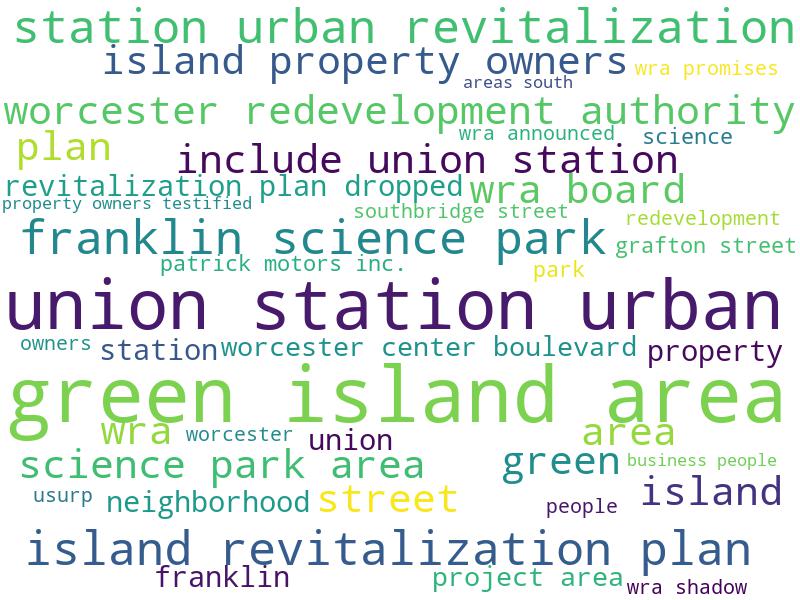 station urban revitalization
island property owners wra promises
areas south
worcester redevelopment authority
wra announced science
plan
include union station
revitalization plan dropped wra board
property owners testified
southbridge street redevelopment
franklin science park grafton street
patrick motors inc. park
union station urban
owners station worcester center boulevard property
green island area
wra worcester union area
science park area green business people
usurp neighborhood street people island
island revitalization plan
franklin project area wra shadow